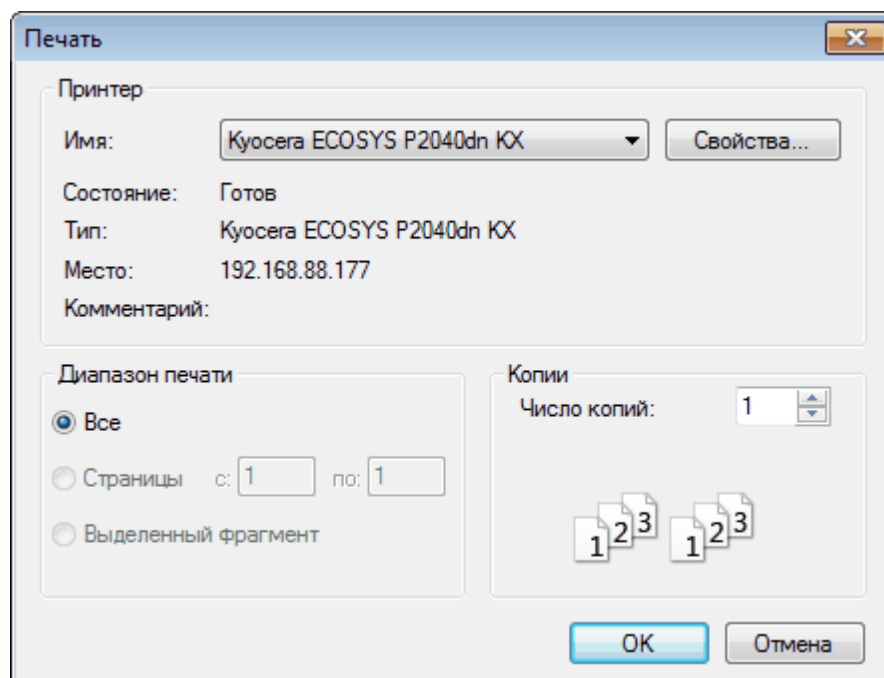 Печать
Принтер
Имя: Kyocera ECOSYS P2040dn KX Свойства...
Состояние: Готов
Тип: Kyocera ECOSYS P2040dn KX
Место: 192.168.88.177
Комментарий:
Диапазон печати
Все
Страницы с: 1 по: 1
Выделенный фрагмент
Копии
Число копий: 1
1 2 3 1 2 3
OK Отмена